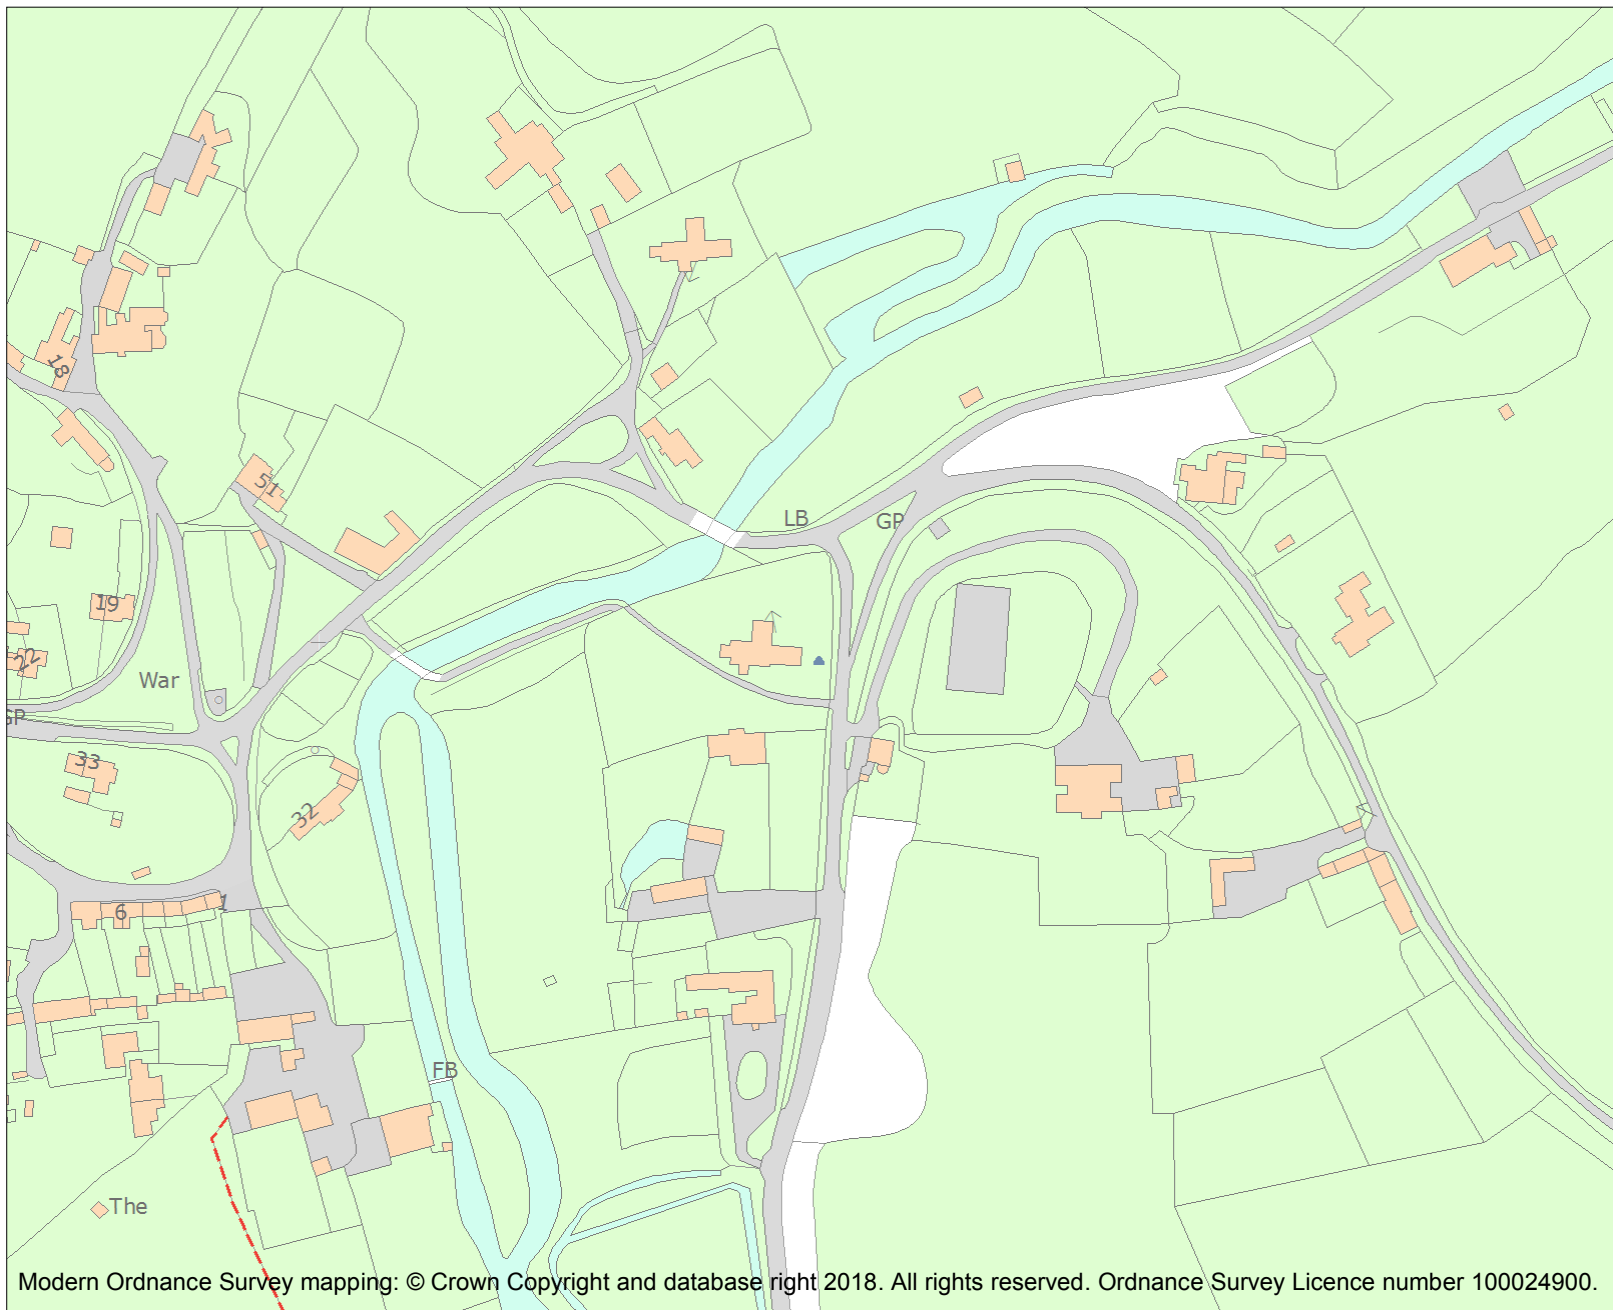 18
51
LB
GP
19
22
War
GP
33
32
6
1
FB
The
Modern Ordnance Survey mapping: © Crown Copyright and database right 2018. All rights reserved. Ordnance Survey Licence number 100024900.